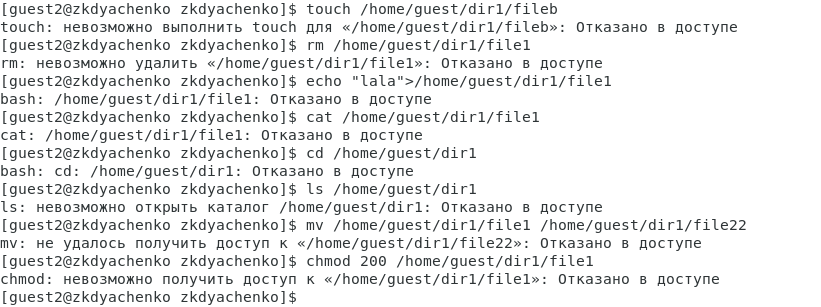 [guest2@zkdyachenko zkdyachenko]$ touch /home/guest/dir1/fileb
touch: невозможно выполнить touch для «/home/guest/dir1/fileb»: Отказано в доступе
[guest2@zkdyachenko zkdyachenko]$ rm /home/guest/dir1/file1
rm: невозможно удалить «/home/guest/dir1/file1»: Отказано в доступе
[guest2@zkdyachenko zkdyachenko]$ echo "lala">/home/guest/dir1/file1
bash: /home/guest/dir1/file1: Отказано в доступе
[guest2@zkdyachenko zkdyachenko]$ cat /home/guest/dir1/file1
cat: /home/guest/dir1/file1: Отказано в доступе
[guest2@zkdyachenko zkdyachenko]$ cd /home/guest/dir1
bash: cd: /home/guest/dir1: Отказано в доступе
[guest2@zkdyachenko zkdyachenko]$ ls /home/guest/dir1
ls: невозможно открыть каталог /home/guest/dir1: Отказано в доступе
[guest2@zkdyachenko zkdyachenko]$ mv /home/guest/dir1/file1 /home/guest/dir1/file22
mv: не удалось получить доступ к «/home/guest/dir1/file22»: Отказано в доступе
[guest2@zkdyachenko zkdyachenko]$ chmod 200 /home/guest/dir1/file1
chmod: невозможно получить доступ к «/home/guest/dir1/file1»: Отказано в доступе
[guest2@zkdyachenko zkdyachenko]$